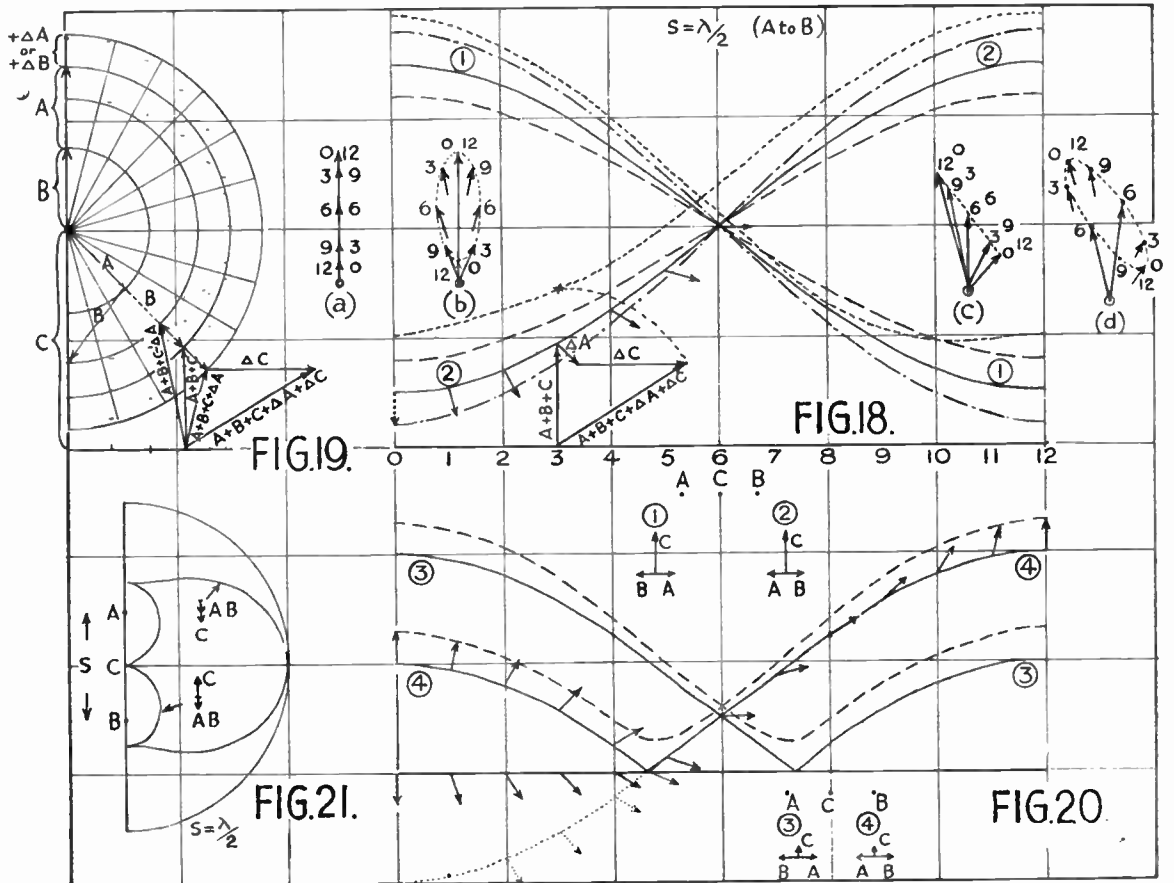 +ΔA
or
+ΔB
A
B
C
A
B
B
A+B+C-ΔA
A+B+C
A+B+C+ΔA
ΔC
A+B+C+ΔA+ΔC
FIG.19.
0 12
3 9
6 6
9 3
12 0
(a)
0 12
3 9
6 6
9 3
12 0
(b)
S=λ/2 (A to B)
①
②
②
①
ΔA
ΔC
A+B+C
A+B+C+ΔA+ΔC
0
12
9 3
6 6
3 9
0 12
(c)
0 12
9
3
6
6
3
9
0
12
(d)
FIG.18.
0 1 2 3 4 5 6 7 8 9 10 11 12
A C B
①
C
B A
②
C
A B
③
④
④
③
A C B
③
C
B A
④
C
A B
FIG.20.
A
S
C
B
A B
C
C
A B
S=λ/2
FIG.21.